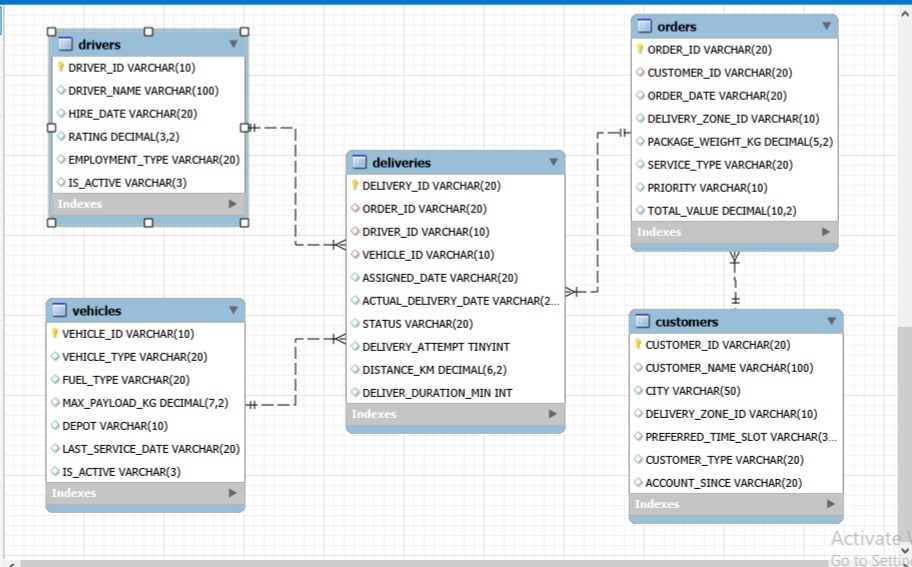 drivers
DRIVER_ID VARCHAR(10)
DRIVER_NAME VARCHAR(100)
HIRE_DATE VARCHAR(20)
RATING DECIMAL(3,2)
EMPLOYMENT_TYPE VARCHAR(20)
IS_ACTIVE VARCHAR(3)
Indexes
vehicles
VEHICLE_ID VARCHAR(10)
VEHICLE_TYPE VARCHAR(20)
FUEL_TYPE VARCHAR(20)
MAX_PAYLOAD_KG DECIMAL(7,2)
DEPOT VARCHAR(10)
LAST_SERVICE_DATE VARCHAR(20)
IS_ACTIVE VARCHAR(3)
Indexes
deliveries
DELIVERY_ID VARCHAR(20)
ORDER_ID VARCHAR(20)
DRIVER_ID VARCHAR(10)
VEHICLE_ID VARCHAR(10)
ASSIGNED_DATE VARCHAR(20)
ACTUAL_DELIVERY_DATE VARCHAR(2...
STATUS VARCHAR(20)
DELIVERY_ATTEMPT TINYINT
DISTANCE_KM DECIMAL(6,2)
DELIVER_DURATION_MIN INT
Indexes
orders
ORDER_ID VARCHAR(20)
CUSTOMER_ID VARCHAR(20)
ORDER_DATE VARCHAR(20)
DELIVERY_ZONE_ID VARCHAR(10)
PACKAGE_WEIGHT_KG DECIMAL(5,2)
SERVICE_TYPE VARCHAR(20)
PRIORITY VARCHAR(10)
TOTAL_VALUE DECIMAL(10,2)
Indexes
customers
CUSTOMER_ID VARCHAR(20)
CUSTOMER_NAME VARCHAR(100)
CITY VARCHAR(50)
DELIVERY_ZONE_ID VARCHAR(10)
PREFERRED_TIME_SLOT VARCHAR(3...
CUSTOMER_TYPE VARCHAR(20)
ACCOUNT_SINCE VARCHAR(20)
Indexes
Activate
Go to